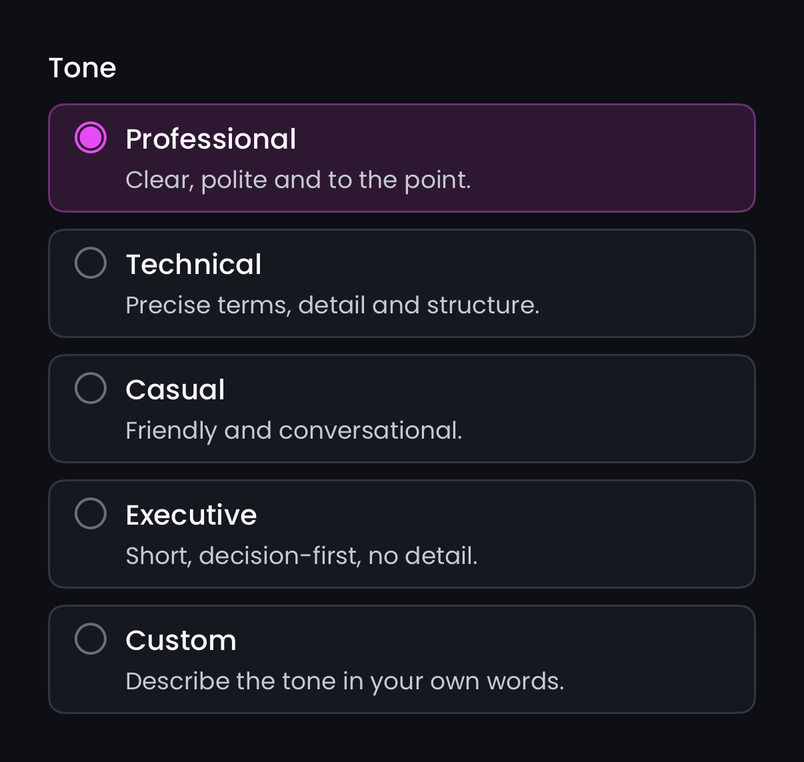 Tone
Professional
Clear, polite and to the point.
Technical
Precise terms, detail and structure.
Casual
Friendly and conversational.
Executive
Short, decision-first, no detail.
Custom
Describe the tone in your own words.